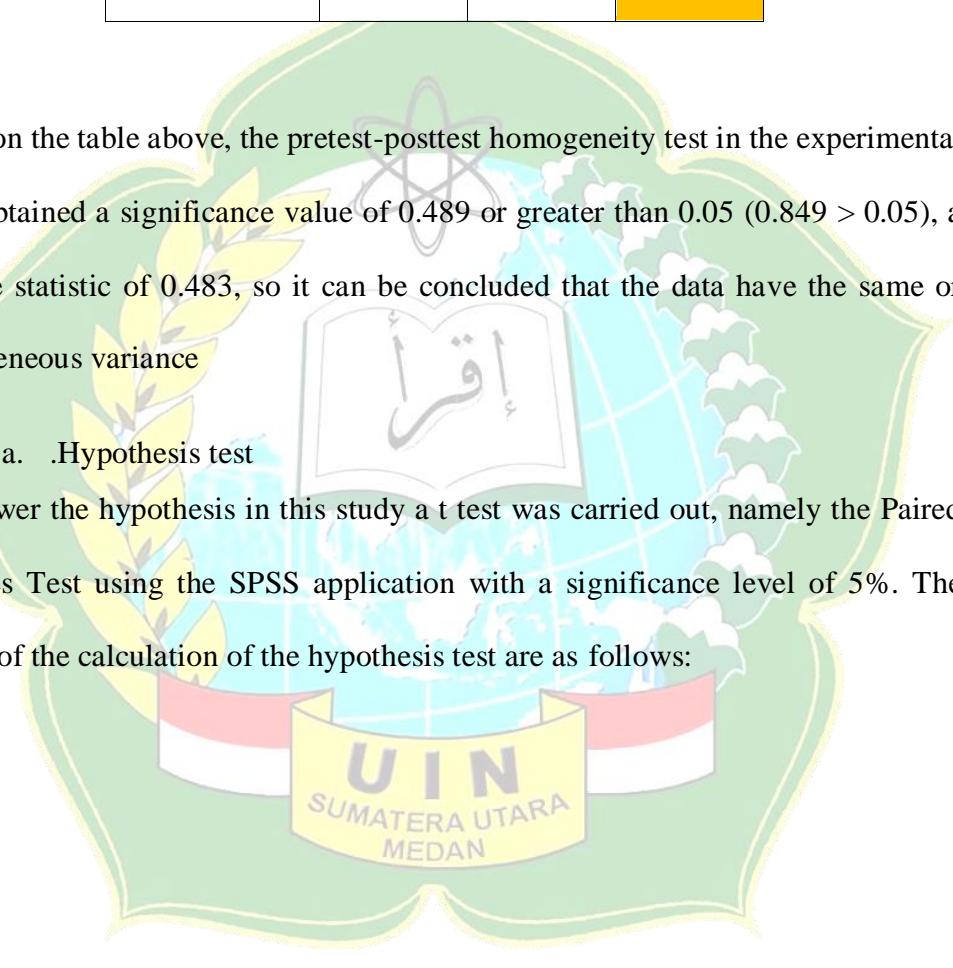 on the table above, the pretest-posttest homogeneity test in the experimenta
btained a significance value of 0.489 or greater than 0.05 (0.849 > 0.05), a
e statistic of 0.483, so it can be concluded that the data have the same or
eneous variance
a. .Hypothesis test
wer the hypothesis in this study a t test was carried out, namely the Paired
s Test using the SPSS application with a significance level of 5%. The
of the calculation of the hypothesis test are as follows:
إقرأ
UIN
SUMATERA UTARA
MEDAN